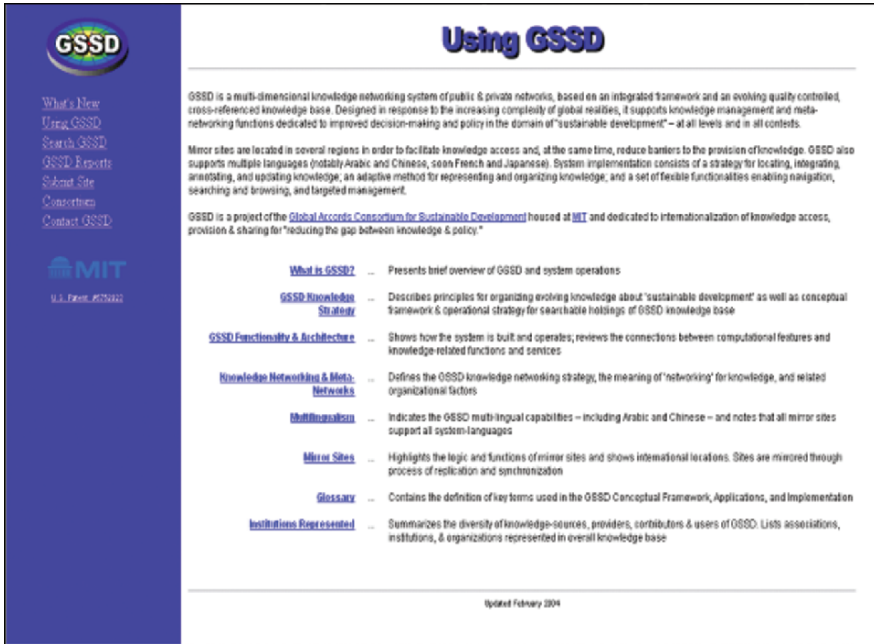 GSSD
What's New
Using GSSD
Search GSSD
GSSD Reports
Submit Site
Consortium
Contact GSSD
MIT
Using GSSD
GSSD is a multi-dimensional knowledge networking system of public & private networks, based on an integrated framework and an evolving quality controlled,
cross-referenced knowledge base. Designed in response to the increasing complexity of global realities, it supports knowledge management and meta-
networking functions dedicated to improved decision-making and policy in the domain of "sustainable development" – at all levels and in all contexts.
Mirror sites are located in several regions in order to facilitate knowledge access and, at the same time, reduce barriers to the provision of knowledge. GSSD also
supports multiple languages (notably Arabic and Chinese, soon French and Japanese). System implementation consists of a strategy for locating, integrating,
annotating, and updating knowledge; an adaptive method for representing and organizing knowledge; and a set of flexible functionalities enabling navigation,
searching and browsing, and targeted management.
GSSD is a project of the Global Accords Consortium for Sustainable Development housed at MIT and dedicated to internationalization of knowledge access,
provision & sharing for "reducing the gap between knowledge & policy."
What is GSSD? ... Presents brief overview of GSSD and system operations
GSSD Knowledge ... Describes principles for organizing evolving knowledge about 'sustainable development' as well as conceptual
Strategy framework & operational strategy for searchable holdings of GSSD knowledge base
GSSD Functionality & Architecture ... Shows how the system is built and operates; reviews the connections between computational features and
knowledge-related functions and services
Knowledge Networking & Meta- ... Defines the GSSD knowledge networking strategy, the meaning of 'networking' for knowledge, and related
Networks organizational factors
Multilingualism ... Indicates the GSSD multi-lingual capabilities – including Arabic and Chinese – and notes that all mirror sites
support all system-languages
Mirror Sites ... Highlights the logic and functions of mirror sites and shows international locations. Sites are mirrored through
process of replication and synchronization
Glossary ... Contains the definition of key terms used in the GSSD Conceptual Framework, Applications, and Implementation
Institutions Represented ... Summarizes the diversity of knowledge-sources, providers, contributors & users of GSSD. Lists associations,
institutions, & organizations represented in overall knowledge base
Updated February 2004